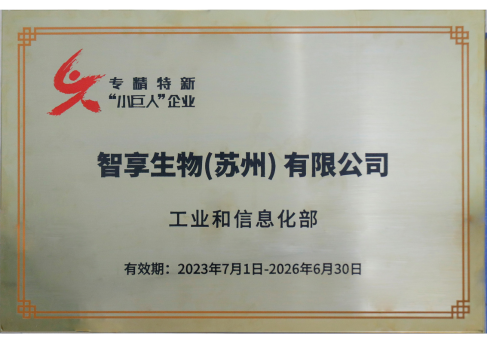 专精特新
“小巨人”企业
智享生物(苏州) 有限公司
工业和信息化部
有效期：2023年7月1日-2026年6月30日